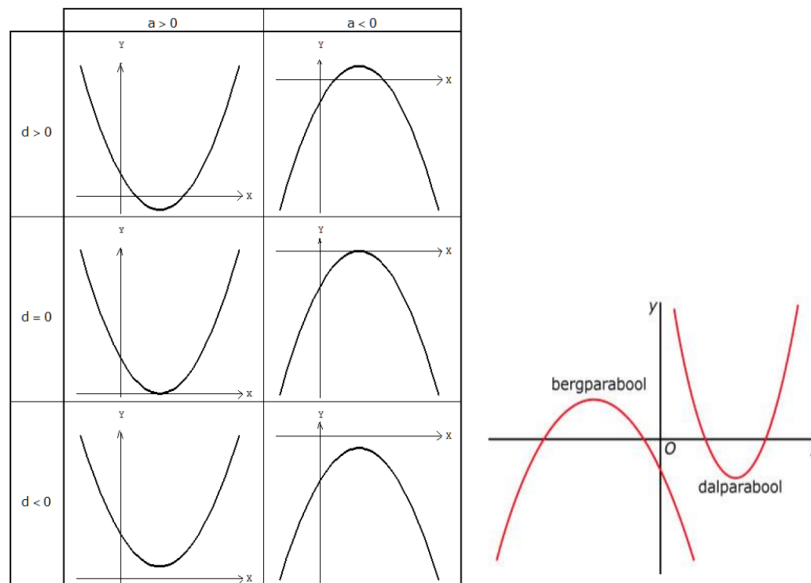 a > 0
a < 0
d > 0
Y
X
Y
X
d = 0
Y
X
Y
X
d < 0
Y
X
Y
X
y
bergparabool
O
dalparabool